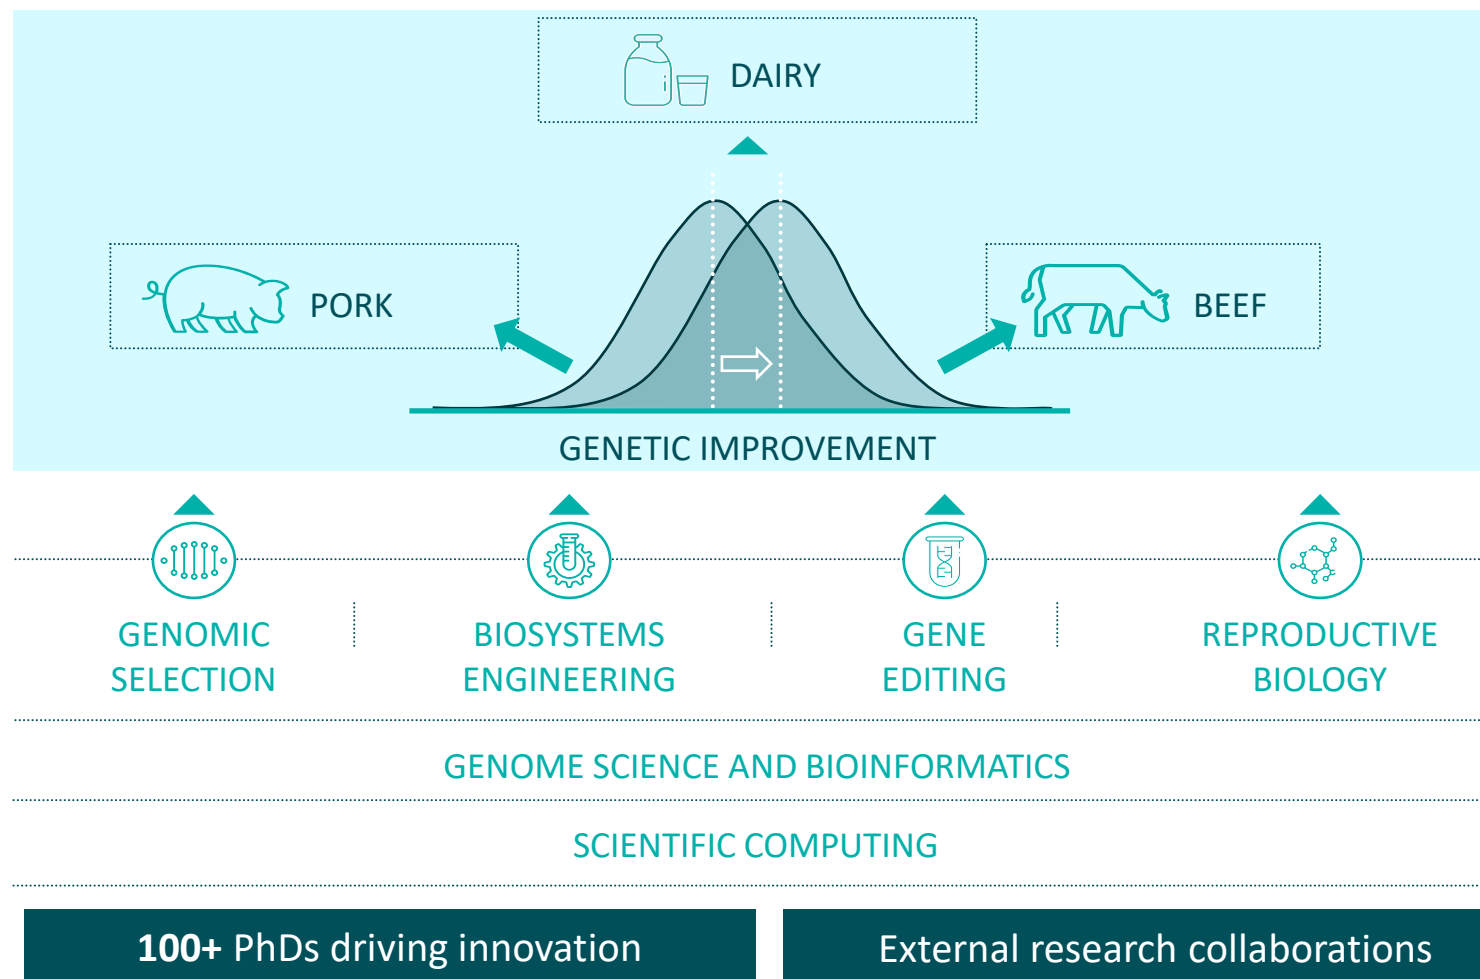 DAIRY
PORK
BEEF
GENETIC IMPROVEMENT
GENOMIC
SELECTION
BIOSYSTEMS
ENGINEERING
GENE
EDITING
REPRODUCTIVE
BIOLOGY
GENOME SCIENCE AND BIOINFORMATICS
SCIENTIFIC COMPUTING
100+ PhDs driving innovation
External research collaborations